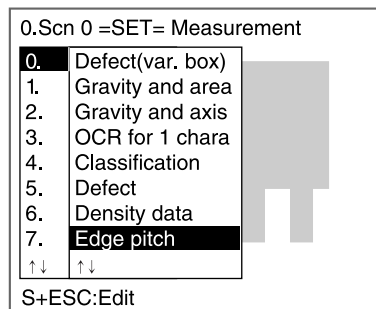 0.Scn 0 =SET= Measurement
0. Defect(var. box)
1. Gravity and area
2. Gravity and axis
3. OCR for 1 chara
4. Classification
5. Defect
6. Density data
7. Edge pitch
↑↓ ↑↓
S+ESC:Edit